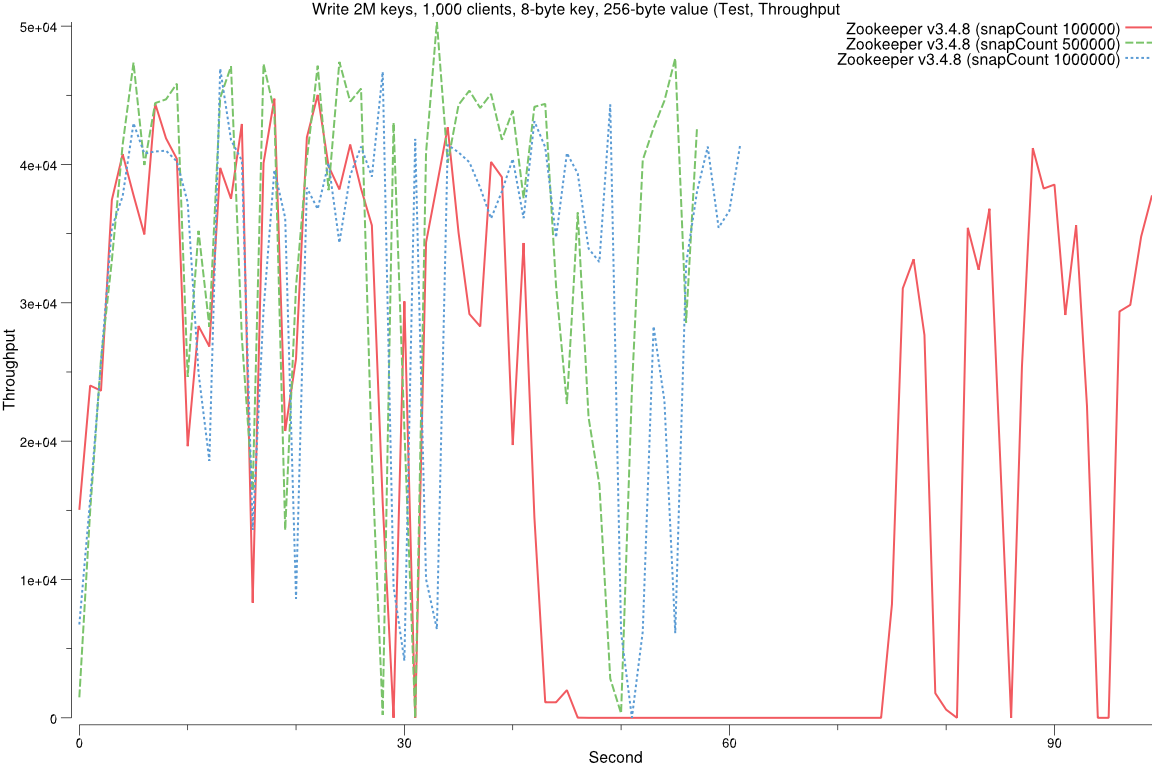 Write 2M keys, 1,000 clients, 8-byte key, 256-byte value (Test, Throughput
Zookeeper v3.4.8 (snapCount 100000)
Zookeeper v3.4.8 (snapCount 500000)
Zookeeper v3.4.8 (snapCount 1000000)
5e+04
4e+04
3e+04
2e+04
1e+04
0
Throughput
0 30 60 90
Second